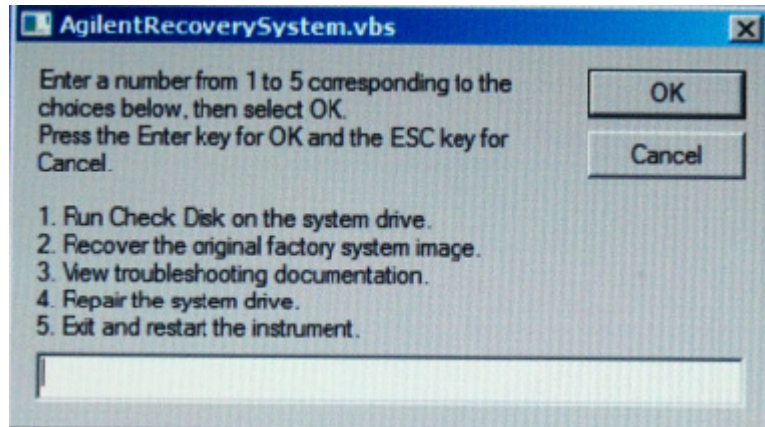 AgilentRecoverySystem.vbs
Enter a number from 1 to 5 corresponding to the
choices below, then select OK.
Press the Enter key for OK and the ESC key for
Cancel.
OK
Cancel
1. Run Check Disk on the system drive.
2. Recover the original factory system image.
3. View troubleshooting documentation.
4. Repair the system drive.
5. Exit and restart the instrument.